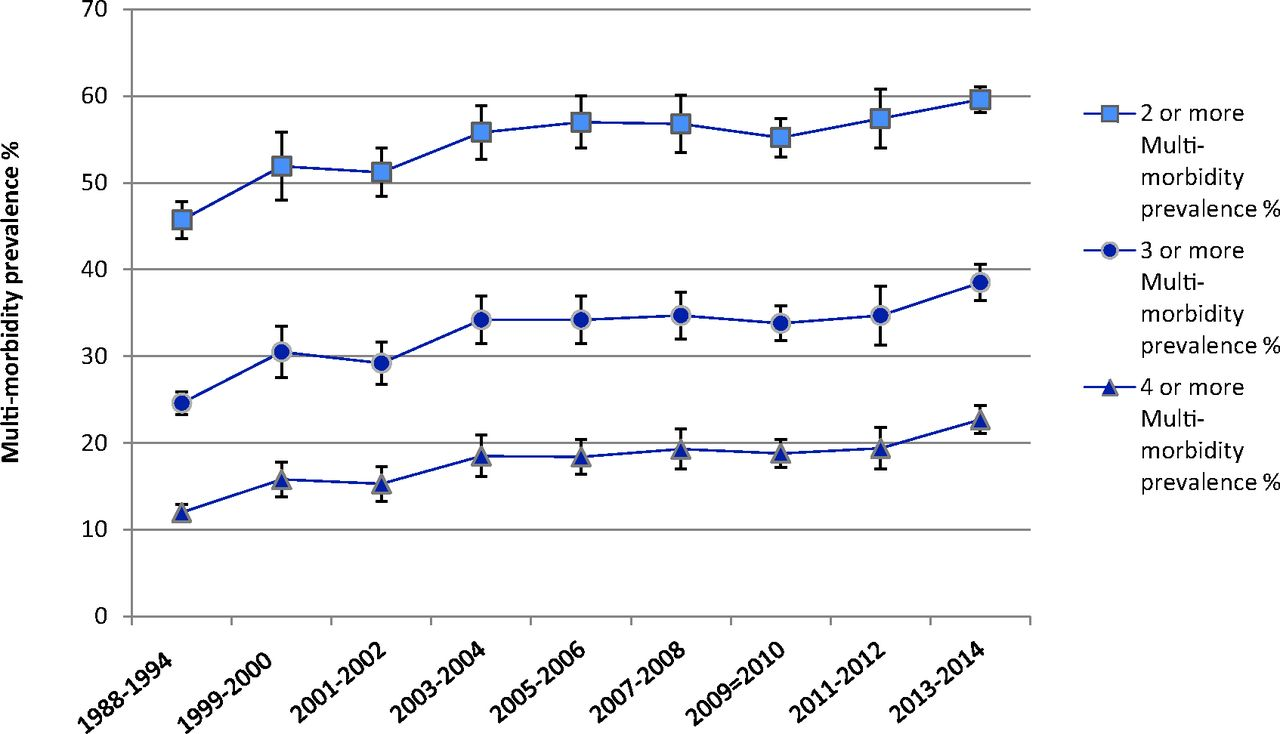 Multi-morbidity prevalence %
70
60
50
40
30
20
10
0
1988-1994
1999-2000
2001-2002
2003-2004
2005-2006
2007-2008
2009=2010
2011-2012
2013-2014
2 or more
Multi-
morbidity
prevalence %
3 or more
Multi-
morbidity
prevalence %
4 or more
Multi-
morbidity
prevalence %